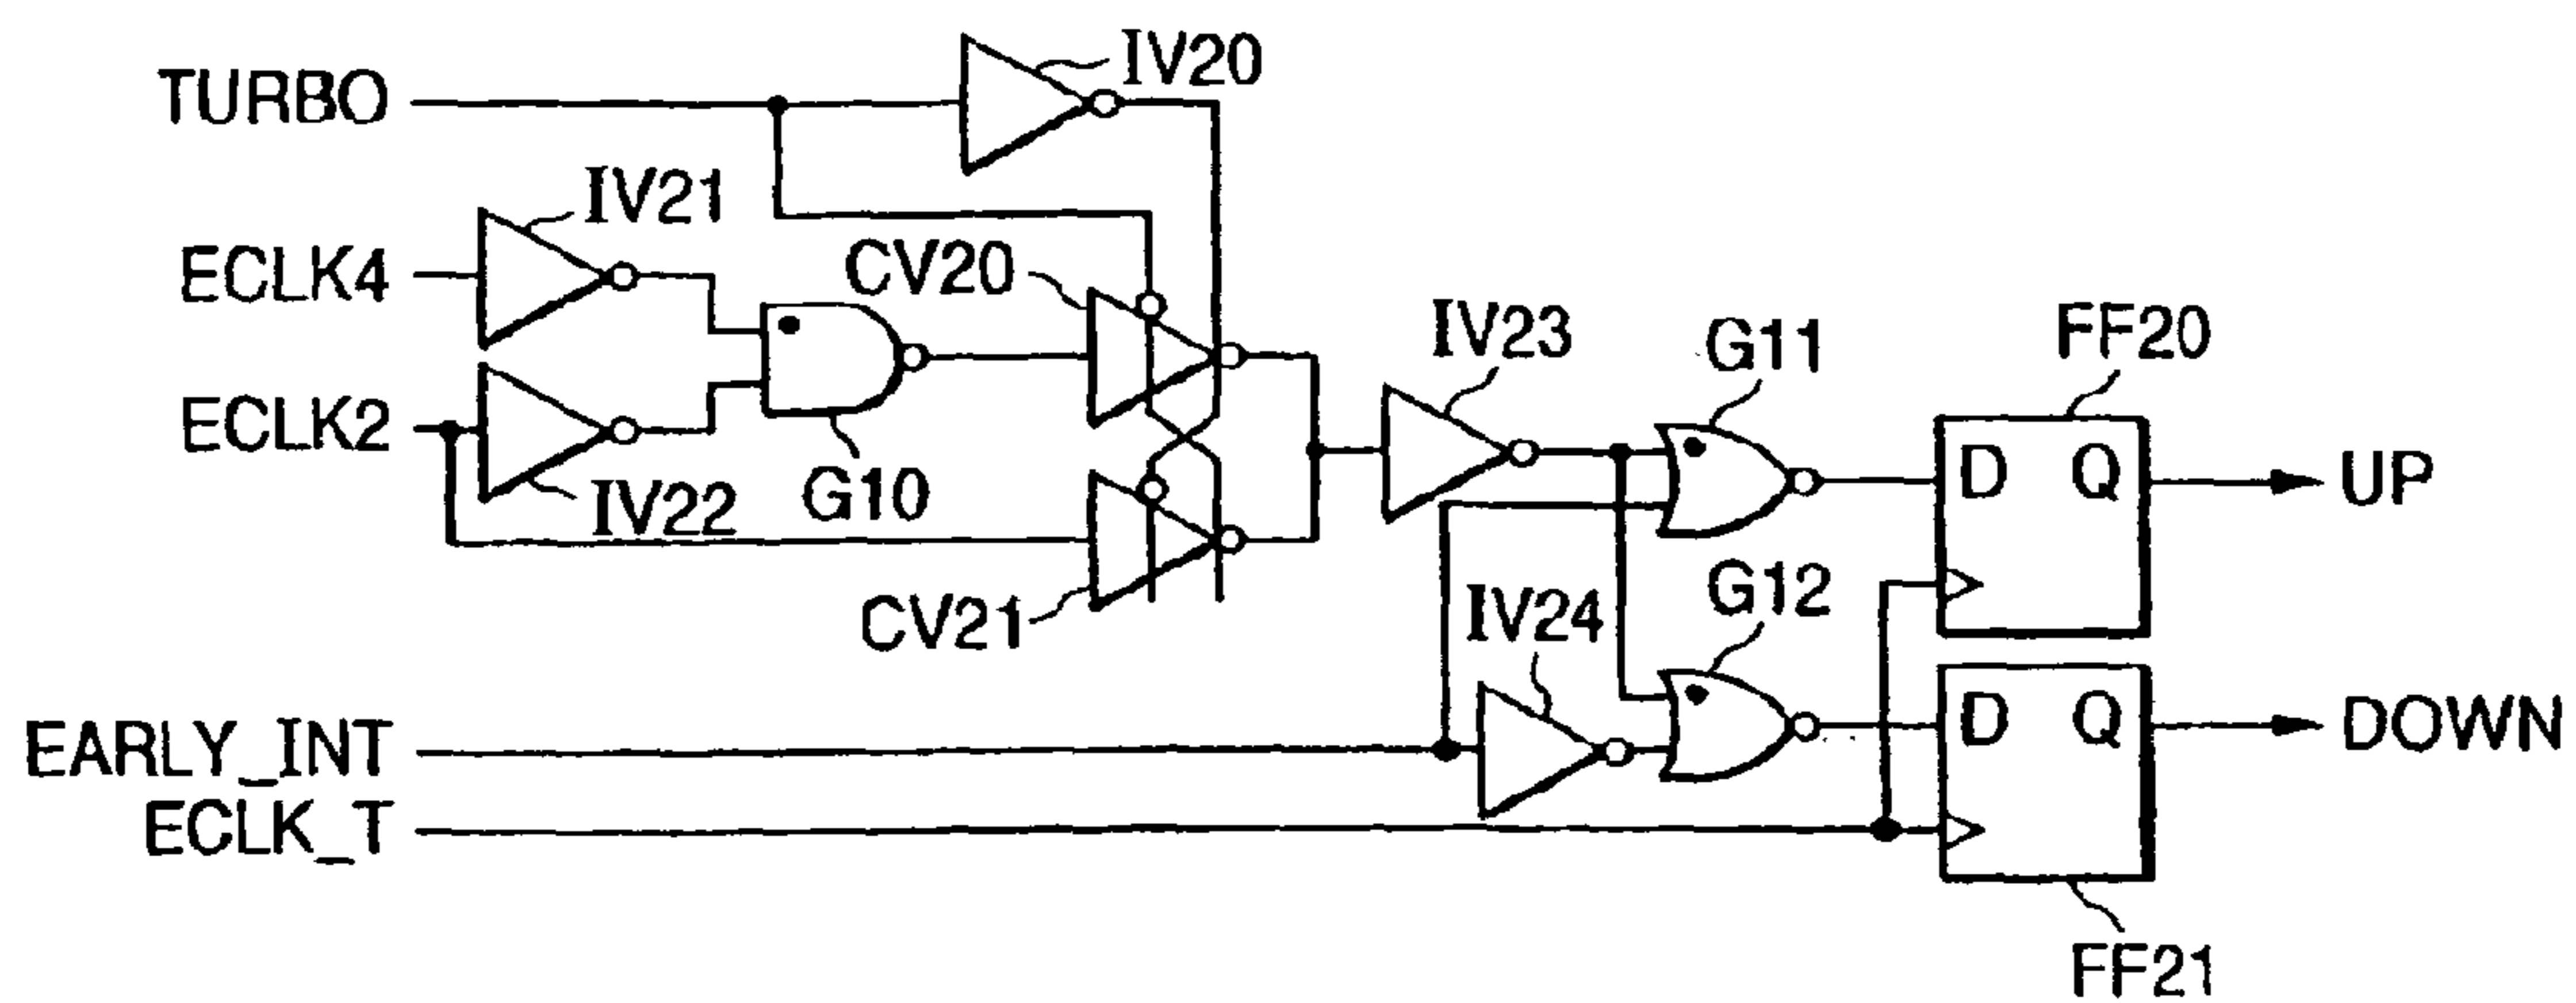 TURBO
IV20
IV21
ECLK4
CV20
ECLK2
IV22
G10
IV23
G11
FF20
D Q
UP
CV21
IV24
G12
EARLY_INT
D Q
DOWN
ECLK_T
FF21